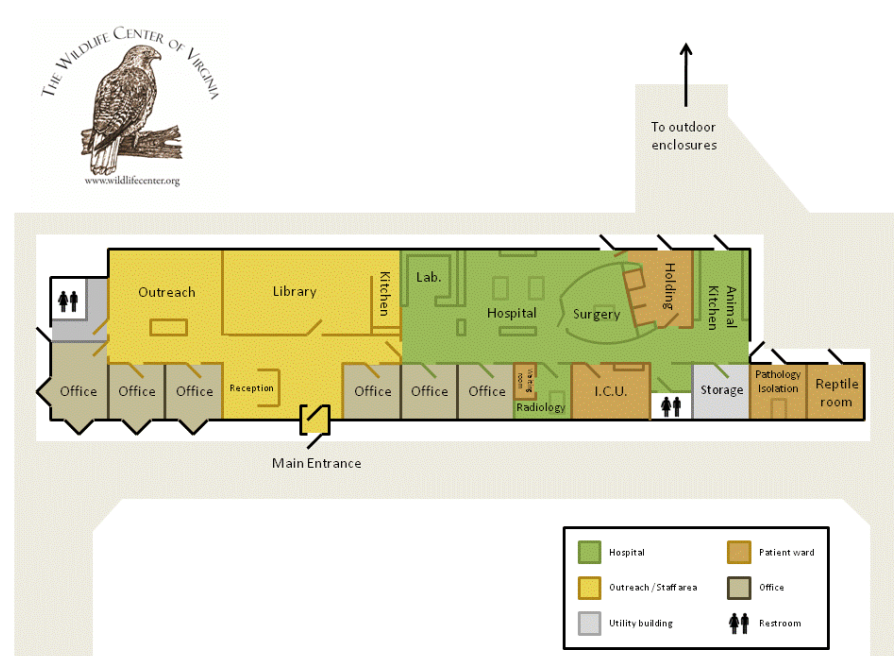 THE WILDLIFE CENTER OF VIRGINIA
www.wildlifecenter.org
To outdoor
enclosures
Outreach
Library
Kitchen
Lab.
Hospital
Surgery
Holding
Animal
Kitchen
Office
Office
Office
Reception
Office
Office
Office
Waiting
room
Radiology
I.C.U.
Storage
Pathology
Isolation
Reptile
room
Main Entrance
Hospital
Patient ward
Outreach / Staff area
Office
Utility building
Restroom